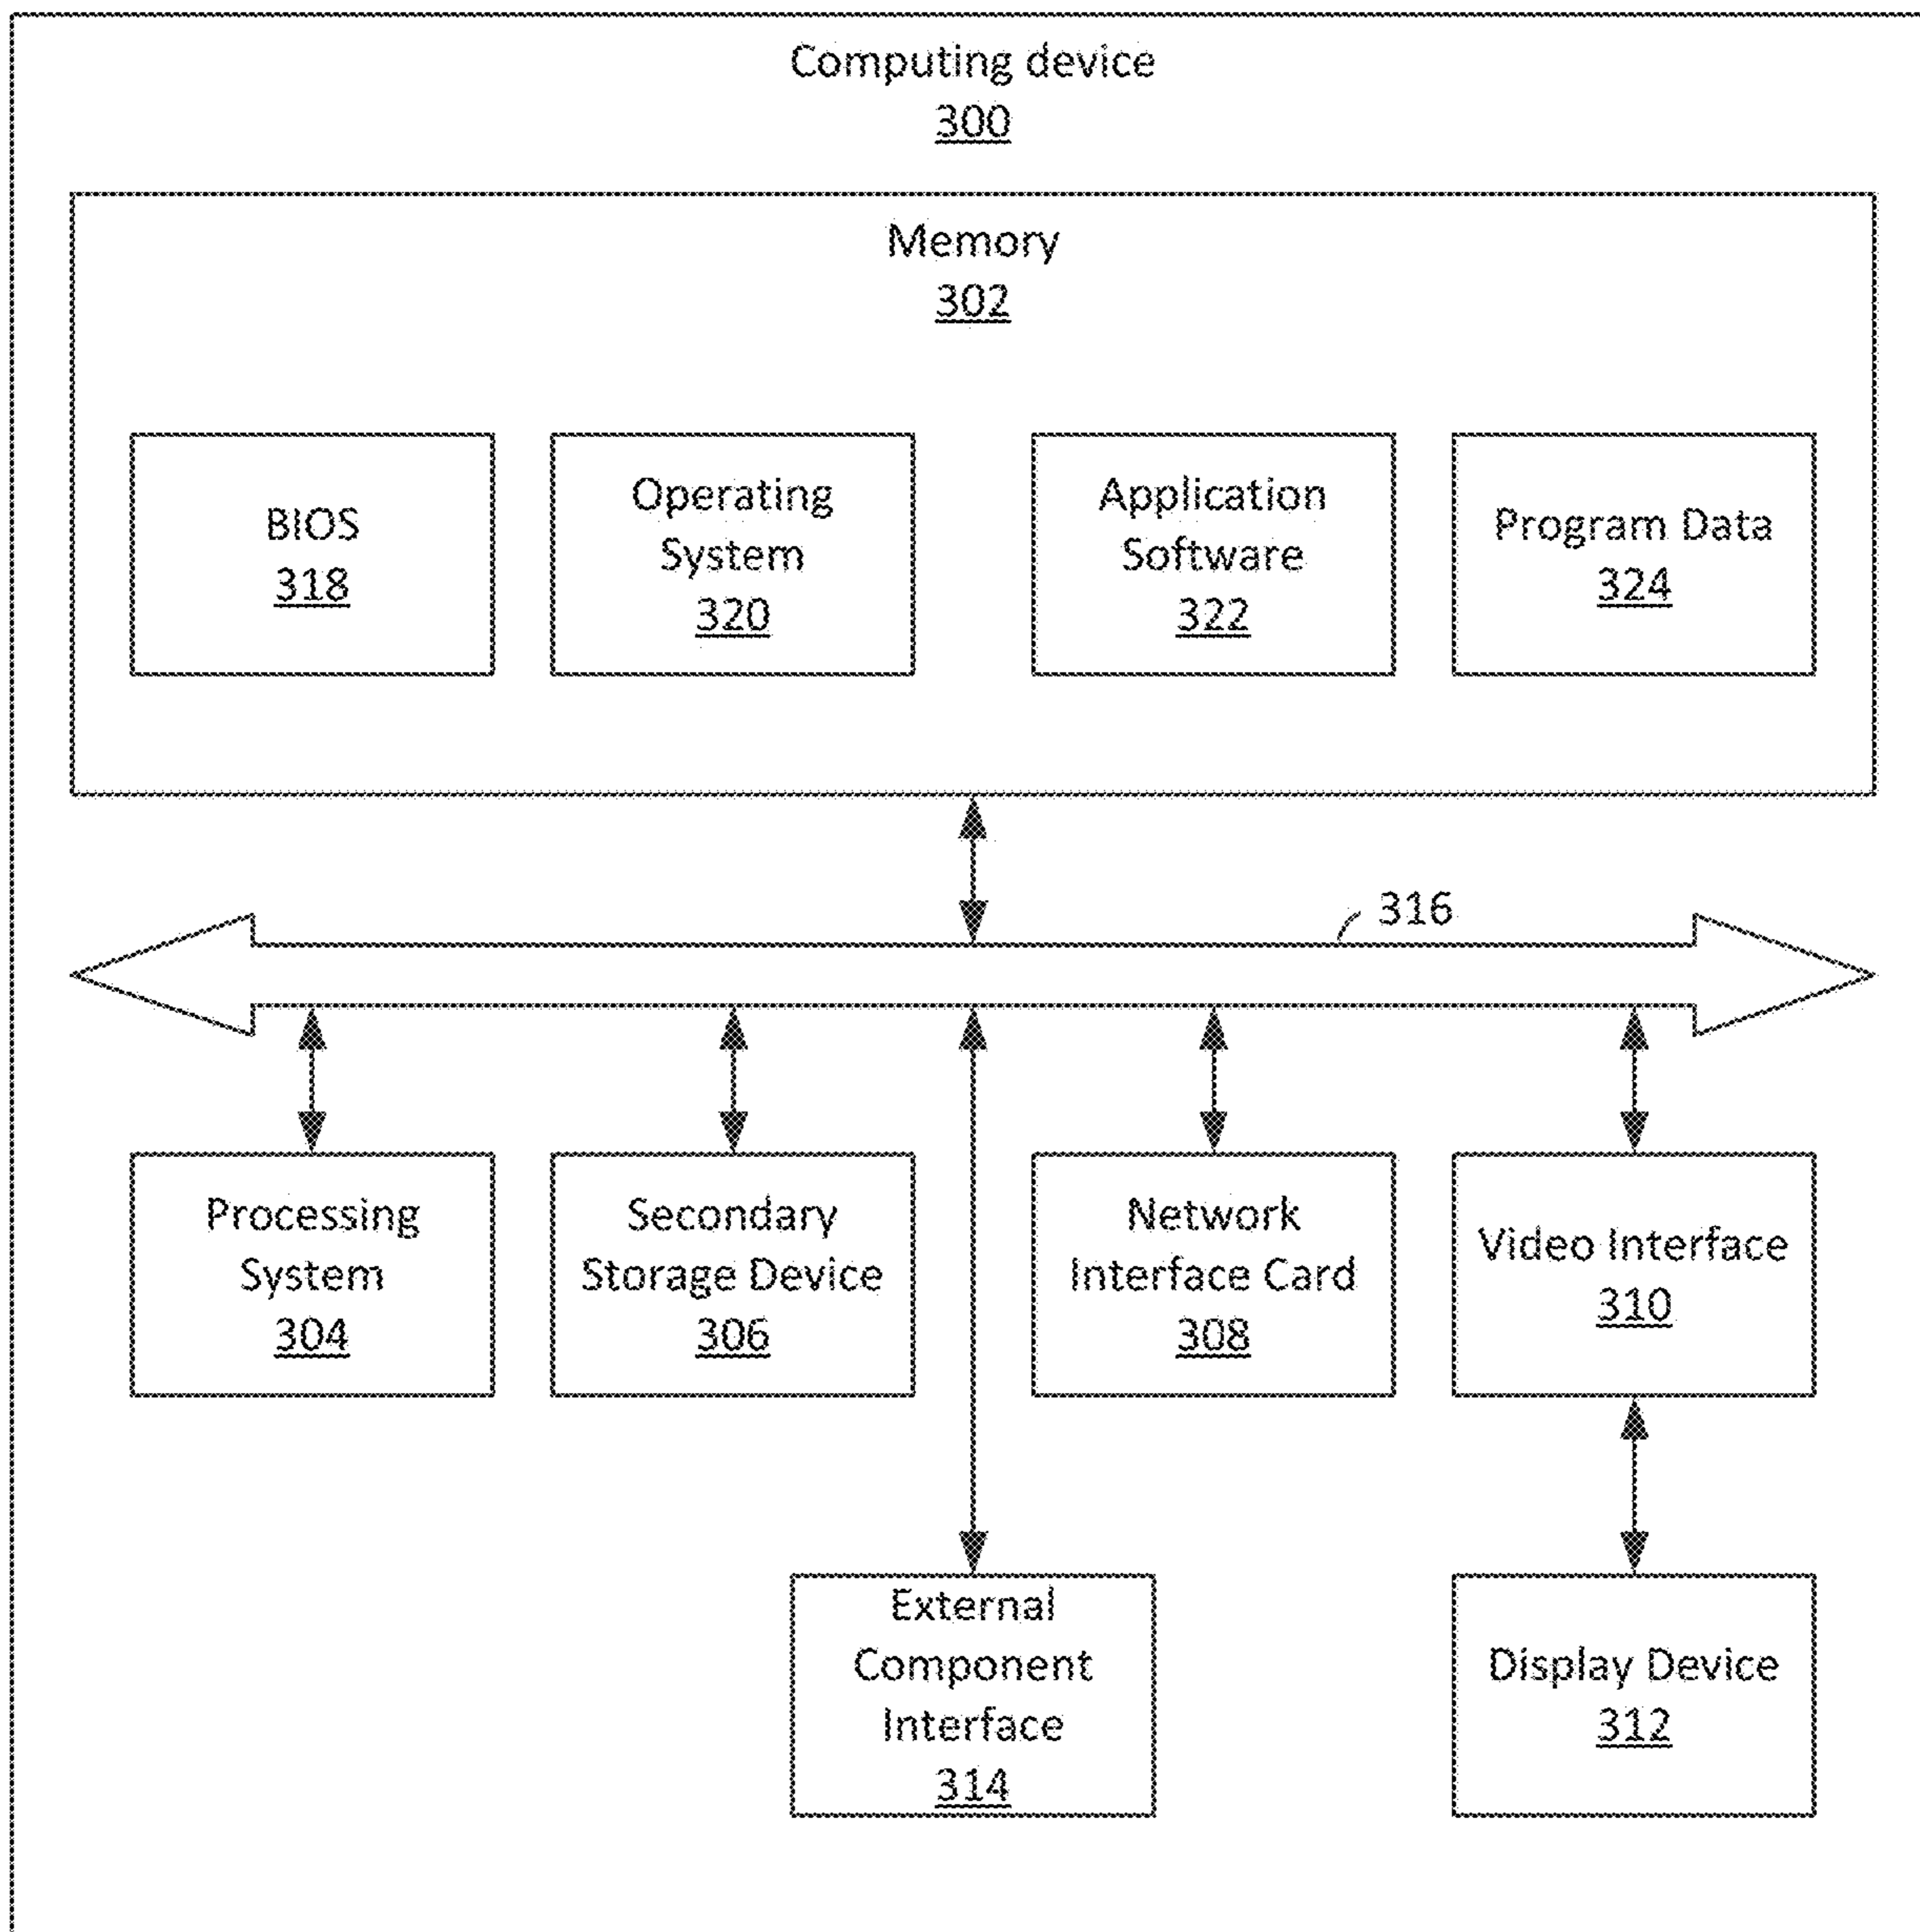 Computing device
300
Memory
302
BIOS
318
Operating
System
320
Application
Software
322
Program Data
324
316
Processing
System
304
Secondary
Storage Device
306
Network
Interface Card
308
Video Interface
310
External
Component
Interface
314
Display Device
312